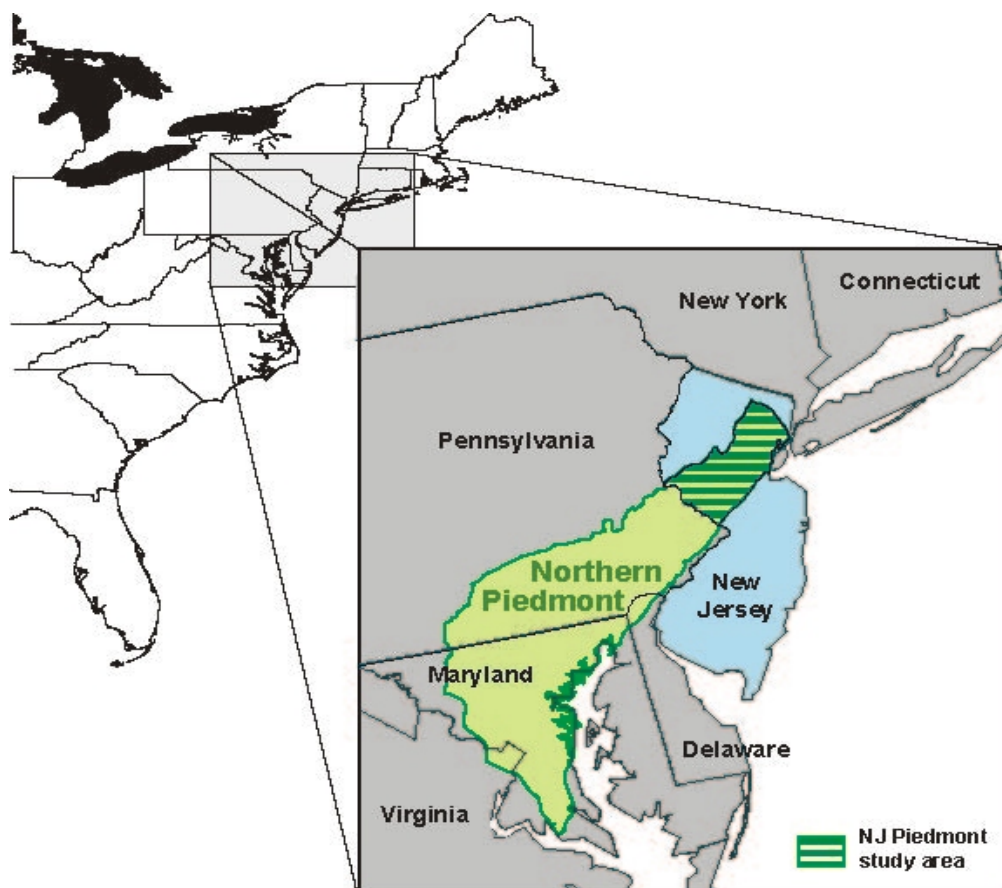 Connecticut
New York
Pennsylvania
Northern
Piedmont
New
Jersey
Maryland
Delaware
Virginia
NJ Piedmont
study area